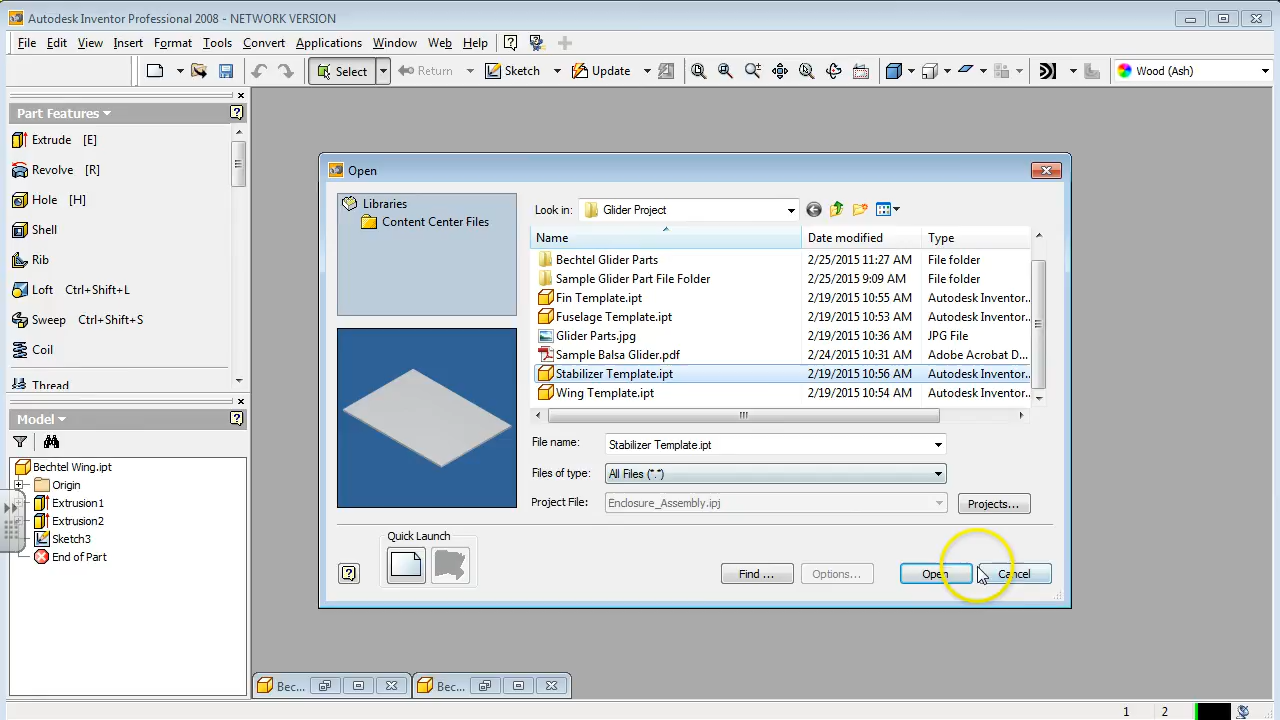 Autodesk Inventor Professional 2008 - NETWORK VERSION
File Edit View Insert Format Tools Convert Applications Window Web Help
Select Return Sketch Update Wood (Ash)
Part Features
Extrude [E]
Revolve [R]
Hole [H]
Shell
Rib
Loft Ctrl+Shift+L
Sweep Ctrl+Shift+S
Coil
Thread
Model
Bechtel Wing.ipt
Origin
Extrusion1
Extrusion2
Sketch3
End of Part
Open
Libraries
Content Center Files
Look in: Glider Project
Name Date modified Type
Bechtel Glider Parts 2/25/2015 11:27 AM File folder
Sample Glider Part File Folder 2/25/2015 9:09 AM File folder
Fin Template.ipt 2/19/2015 10:55 AM Autodesk Inventor...
Fuselage Template.ipt 2/19/2015 10:53 AM Autodesk Inventor...
Glider Parts.jpg 2/19/2015 10:36 AM JPG File
Sample Balsa Glider.pdf 2/24/2015 10:31 AM Adobe Acrobat D...
Stabilizer Template.ipt 2/19/2015 10:56 AM Autodesk Inventor...
Wing Template.ipt 2/19/2015 10:54 AM Autodesk Inventor...
File name: Stabilizer Template.ipt
Files of type: All Files (*.*)
Project File: Enclosure_Assembly.ipj Projects...
Quick Launch
Find ... Options... Open Cancel
Bec... Bec...
1 2